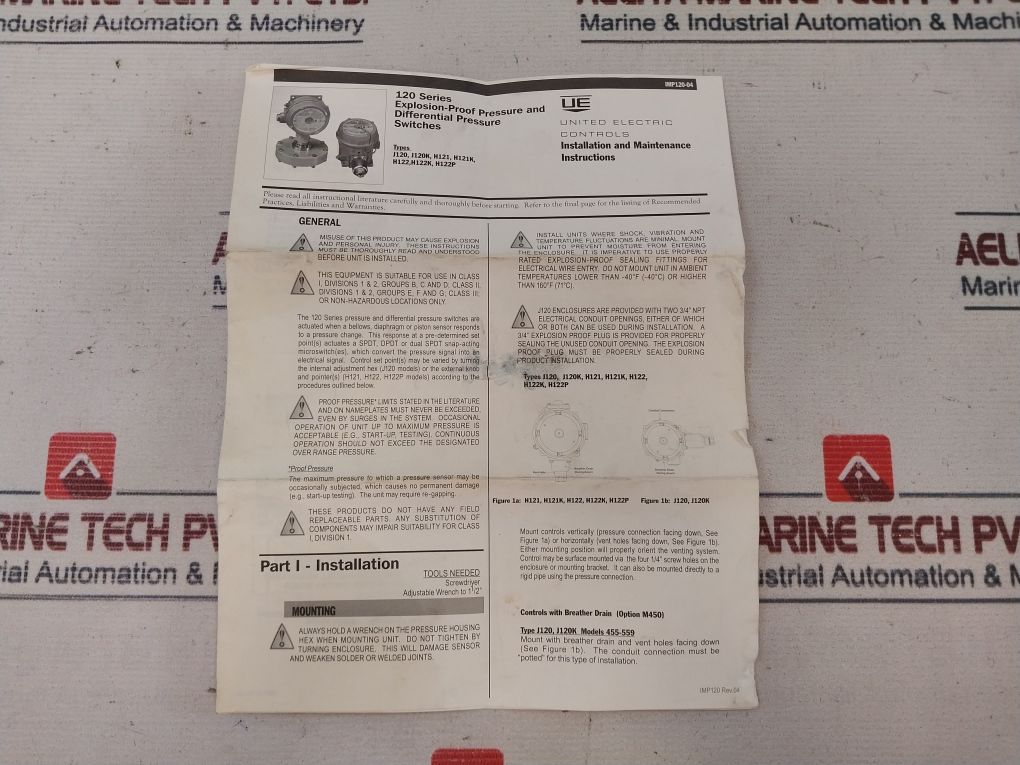 AELIYA MARINE TECH PVT. LTD.
Industrial Automation & Machinery
Marine & Industrial Automation & Mach
IMP120-04
120 Series
Explosion-Proof Pressure and
Differential Pressure
Switches
Types
J120, J120K, H121, H121K,
H122,H122K, H122P
UE
UNITED ELECTRIC
CONTROLS
Installation and Maintenance
Instructions
Please read all instructional literature carefully and thoroughly before starting. Refer to the final page for the listing of Recommended
Practices, Liabilities and Warranties.
GENERAL
MISUSE OF THIS PRODUCT MAY CAUSE EXPLOSION
AND PERSONAL INJURY. THESE INSTRUCTIONS
MUST BE THOROUGHLY READ AND UNDERSTOOD
BEFORE UNIT IS INSTALLED.
THIS EQUIPMENT IS SUITABLE FOR USE IN CLASS
I, DIVISIONS 1 & 2, GROUPS B, C AND D; CLASS II,
DIVISIONS 1 & 2, GROUPS E, F AND G; CLASS III;
OR NON-HAZARDOUS LOCATIONS ONLY.
The 120 Series pressure and differential pressure switches are
actuated when a bellows, diaphragm or piston sensor responds
to a pressure change. This response at a pre-determined set
point(s) actuates a SPDT, DPDT or dual SPDT snap-acting
microswitch(es), which convert the pressure signal into an
electrical signal. Control set point(s) may be varied by turning
the internal adjustment hex (J120 models) or the external knob
and pointer(s) (H121, H122, H122P models) according to the
procedures outlined below.
PROOF PRESSURE* LIMITS STATED IN THE LITERATURE
AND ON NAMEPLATES MUST NEVER BE EXCEEDED,
EVEN BY SURGES IN THE SYSTEM. OCCASIONAL
OPERATION OF UNIT UP TO MAXIMUM PRESSURE IS
ACCEPTABLE (E.G., START-UP, TESTING). CONTINUOUS
OPERATION SHOULD NOT EXCEED THE DESIGNATED
OVER RANGE PRESSURE.
*Proof Pressure
The maximum pressure to which a pressure sensor may be
occasionally subjected, which causes no permanent damage
(e.g., start-up testing). The unit may require re-gapping.
THESE PRODUCTS DO NOT HAVE ANY FIELD
REPLACEABLE PARTS. ANY SUBSTITUTION OF
COMPONENTS MAY IMPAIR SUITABILITY FOR CLASS
I, DIVISION 1.
Part I - Installation
TOOLS NEEDED
Screwdriver
Adjustable Wrench to 1 1/2"
MOUNTING
ALWAYS HOLD A WRENCH ON THE PRESSURE HOUSING
HEX WHEN MOUNTING UNIT. DO NOT TIGHTEN BY
TURNING ENCLOSURE. THIS WILL DAMAGE SENSOR
AND WEAKEN SOLDER OR WELDED JOINTS.
INSTALL UNITS WHERE SHOCK, VIBRATION AND
TEMPERATURE FLUCTUATIONS ARE MINIMAL. MOUNT
UNIT TO PREVENT MOISTURE FROM ENTERING
THE ENCLOSURE. IT IS IMPERATIVE TO USE PROPERLY
RATED EXPLOSION-PROOF SEALING FITTINGS FOR
ELECTRICAL WIRE ENTRY. DO NOT MOUNT UNIT IN AMBIENT
TEMPERATURES LOWER THAN -40°F (-40°C) OR HIGHER
THAN 160°F (71°C).
J120 ENCLOSURES ARE PROVIDED WITH TWO 3/4" NPT
ELECTRICAL CONDUIT OPENINGS, EITHER OF WHICH
OR BOTH CAN BE USED DURING INSTALLATION. A
3/4" EXPLOSION PROOF PLUG IS PROVIDED FOR PROPERLY
SEALING THE UNUSED CONDUIT OPENING. THE EXPLOSION
PROOF PLUG MUST BE PROPERLY SEALED DURING
PRODUCT INSTALLATION.
Types J120, J120K, H121, H121K, H122,
H122K, H122P
Figure 1a: H121, H121K, H122, H122K, H122P Figure 1b: J120, J120K
Mount controls vertically (pressure connection facing down, See
Figure 1a) or horizontally (vent holes facing down, See Figure 1b).
Either mounting position will properly orient the venting system.
Control may be surface mounted via the four 1/4" screw holes on the
enclosure or mounting bracket. It can also be mounted directly to a
rigid pipe using the pressure connection.
Controls with Breather Drain (Option M450)
Type J120, J120K Models 455-559
Mount with breather drain and vent holes facing down
(See Figure 1b). The conduit connection must be
"potted" for this type of installation.
IMP120 Rev.04
AEL
Marin
ARINE TECH PV
ial Automation &
ARINE TECH PV
ustrial Automation & M